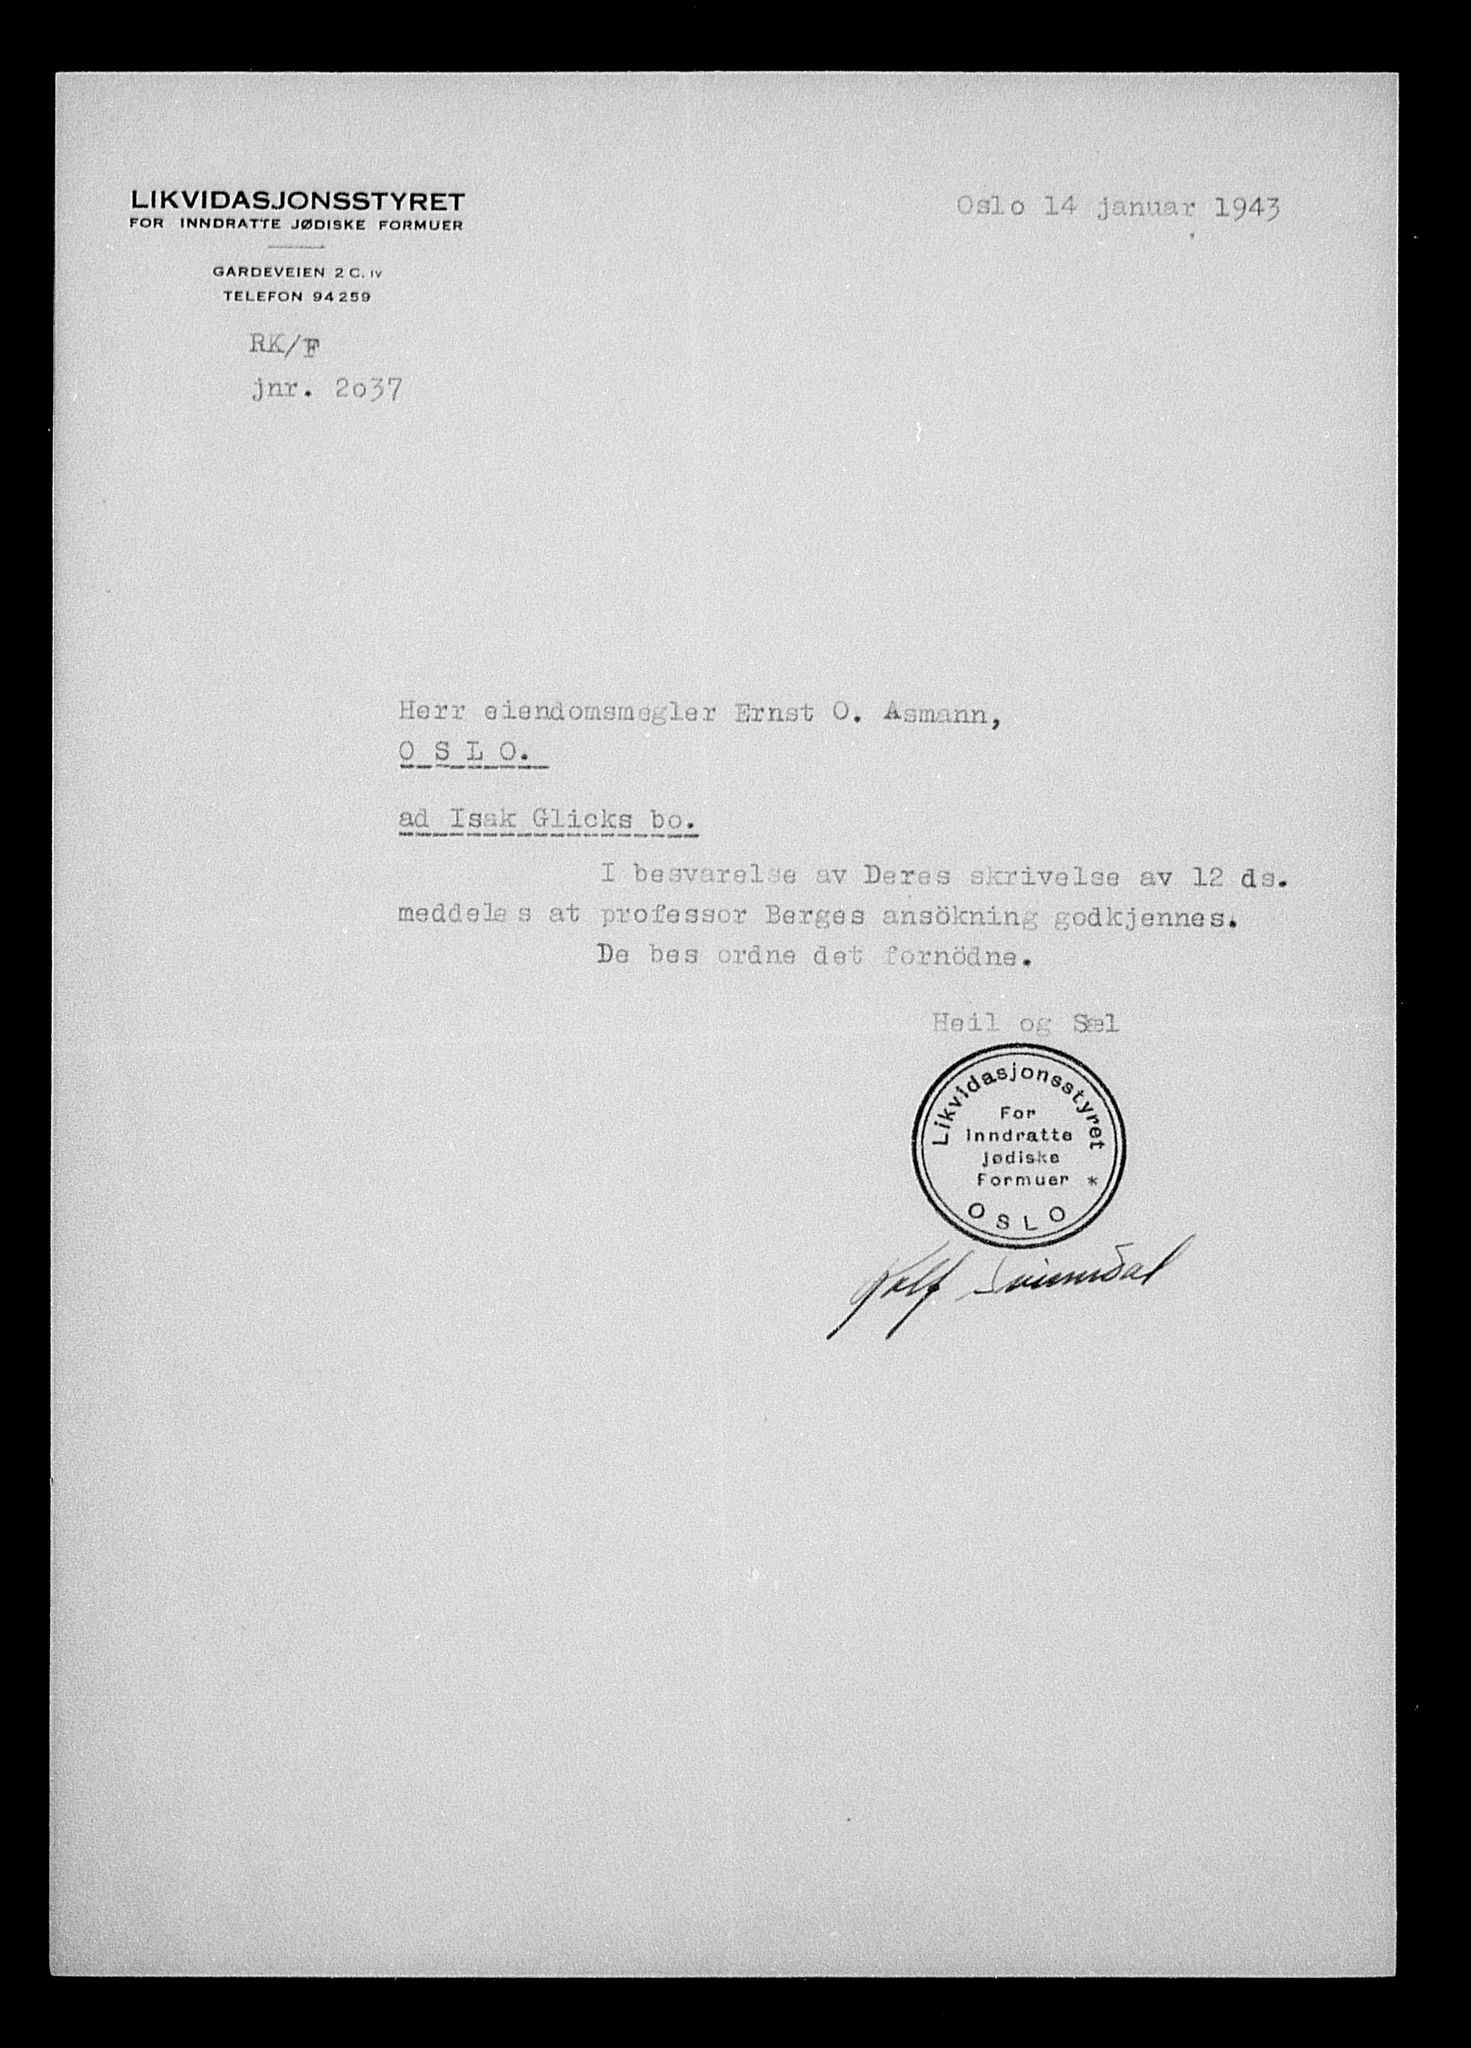 LIKVIDASJONSSTYRET
FOR INNDRATTE JØDISKE FORMUER
GARDEVEIEN 2 C. IV
TELEFON 94259
RK/F
jnr. 2o37
Oslo 14 januar 1943
Herr eiendomsmegler Ernst O. Asmann,
O S L O.
ad Isak Glicks bo.
I besvarelse av Deres skrivelse av 12 ds.
meddeles at professor Berges ansökning godkjennes.
De bes ordne det fornödne.
Heil og Sæl
Likvidasjonsstyret
For
inndratte
jødiske
Formuer *
OSLO
Rolf